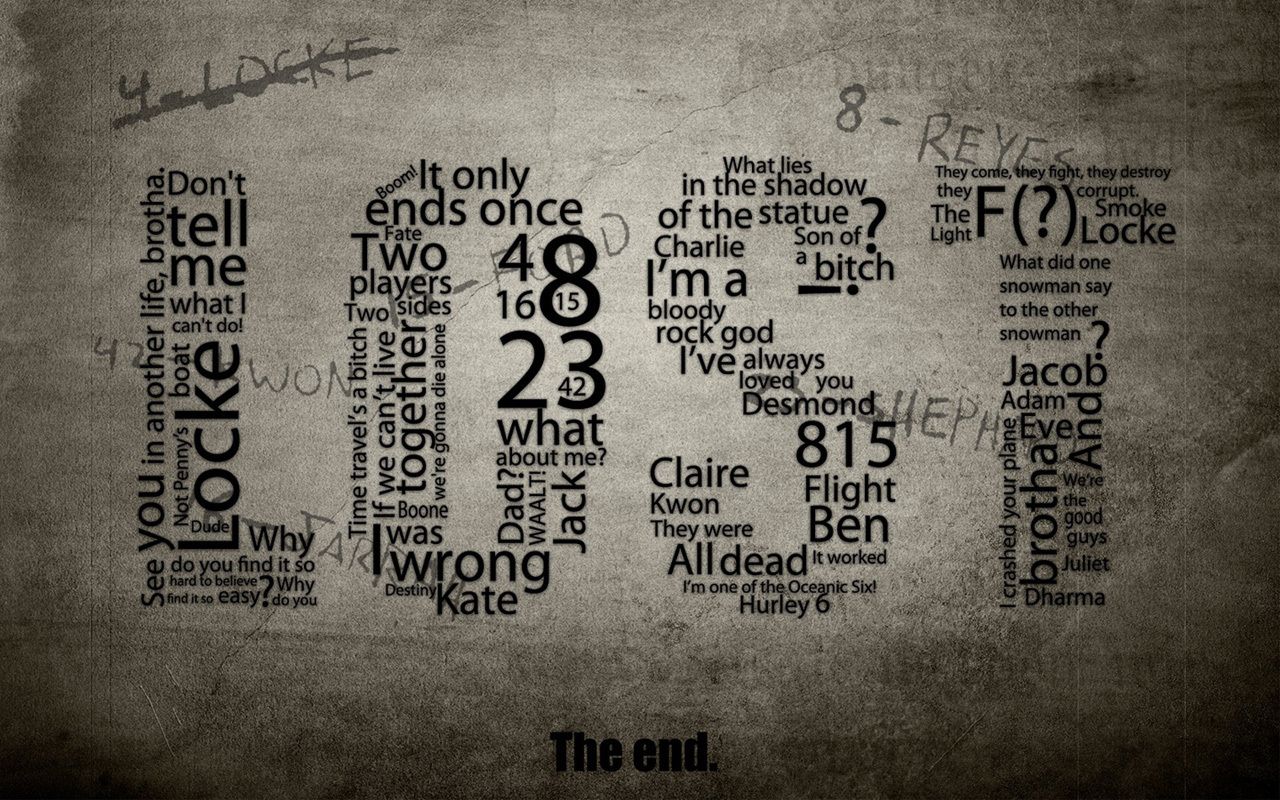 4 - LOCKE
8 - REYES
FORD
42
KWON
SHEPH
See you in another life, brotha.
Don't
tell
me
what I
can't do!
Not Penny's boat
Locke
Dude
Why
do you find it so
hard to believe ? Why
find it so easy do you
Boom!
It only
ends once
Fate
Two
players
Two sides
4 8
16 15
23
42
Time travel's a bitch
If we can't live
together
we're gonna die alone
what
about me?
Dad?
WAALT!
Jack
Boone
I was
wrong
Destiny
Kate
What lies
in the shadow
of the statue ?
Charlie
Son of
a bitch
I'm a
bloody
rock god
I've always
loved you
Desmond
815
Flight
Claire
Kwon
Ben
They were
All dead
It worked
I'm one of the Oceanic Six!
Hurley 6
They come, they fight, they destroy
they corrupt.
The
Light
F(?)
Smoke
Locke
What did one
snowman say
to the other
snowman ?
Jacob
Adam
And
Eve
I crashed your plane
brotha
We're
the
good
guys
Juliet
Dharma
The end.